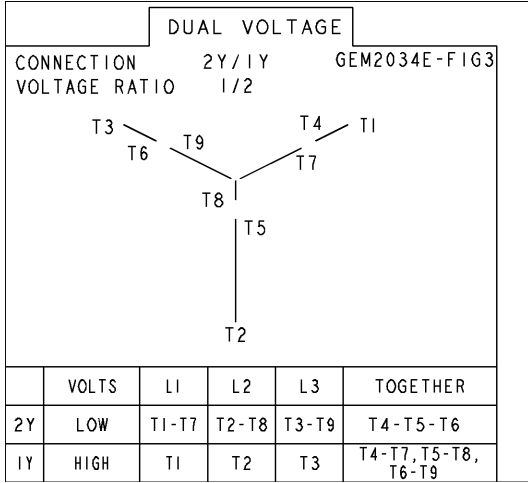 DUAL VOLTAGE
CONNECTION 2Y/1Y GEM2034E-FIG3
VOLTAGE RATIO 1/2
T3 T4 T1
T6 T9 T7
T8
T5
T2
VOLTS L1 L2 L3 TOGETHER
2Y LOW T1-T7 T2-T8 T3-T9 T4-T5-T6
1Y HIGH T1 T2 T3 T4-T7,T5-T8,
T6-T9